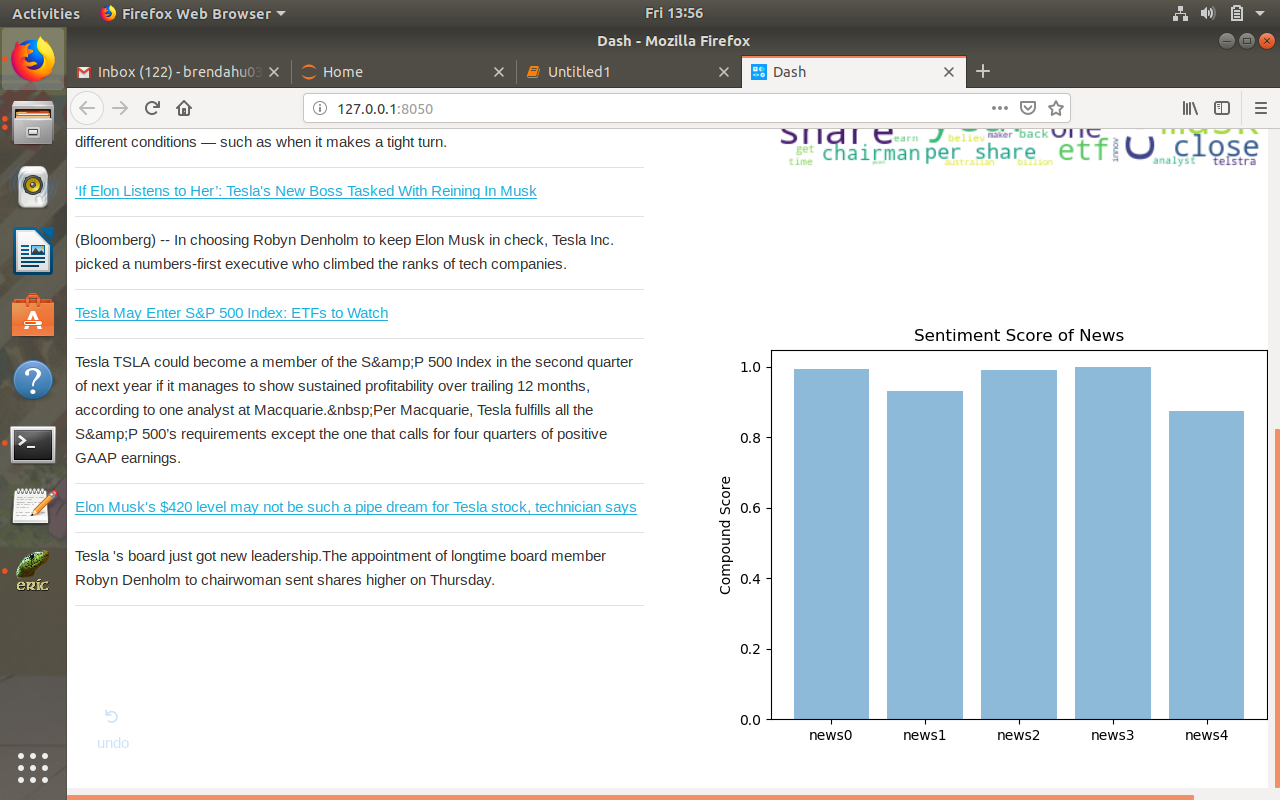 Activities Firefox Web Browser Fri 13:56
Dash - Mozilla Firefox
Inbox (122) - brendahu03 Home Untitled1 Dash
127.0.0.1:8050
different conditions — such as when it makes a tight turn.
‘If Elon Listens to Her’: Tesla's New Boss Tasked With Reining In Musk
(Bloomberg) -- In choosing Robyn Denholm to keep Elon Musk in check, Tesla Inc.
picked a numbers-first executive who climbed the ranks of tech companies.
Tesla May Enter S&P 500 Index: ETFs to Watch
Tesla TSLA could become a member of the S&amp;P 500 Index in the second quarter
of next year if it manages to show sustained profitability over trailing 12 months,
according to one analyst at Macquarie.&nbsp;Per Macquarie, Tesla fulfills all the
S&amp;P 500’s requirements except the one that calls for four quarters of positive
GAAP earnings.
Elon Musk's $420 level may not be such a pipe dream for Tesla stock, technician says
Tesla 's board just got new leadership.The appointment of longtime board member
Robyn Denholm to chairwoman sent shares higher on Thursday.
undo
share
earn
believ
maker
back
one
musk
close
get
time
chairman
per share
australian
billion
etf
innov
analyst
telstra
Sentiment Score of News
Compound Score
1.0
0.8
0.6
0.4
0.2
0.0
news0 news1 news2 news3 news4
eric